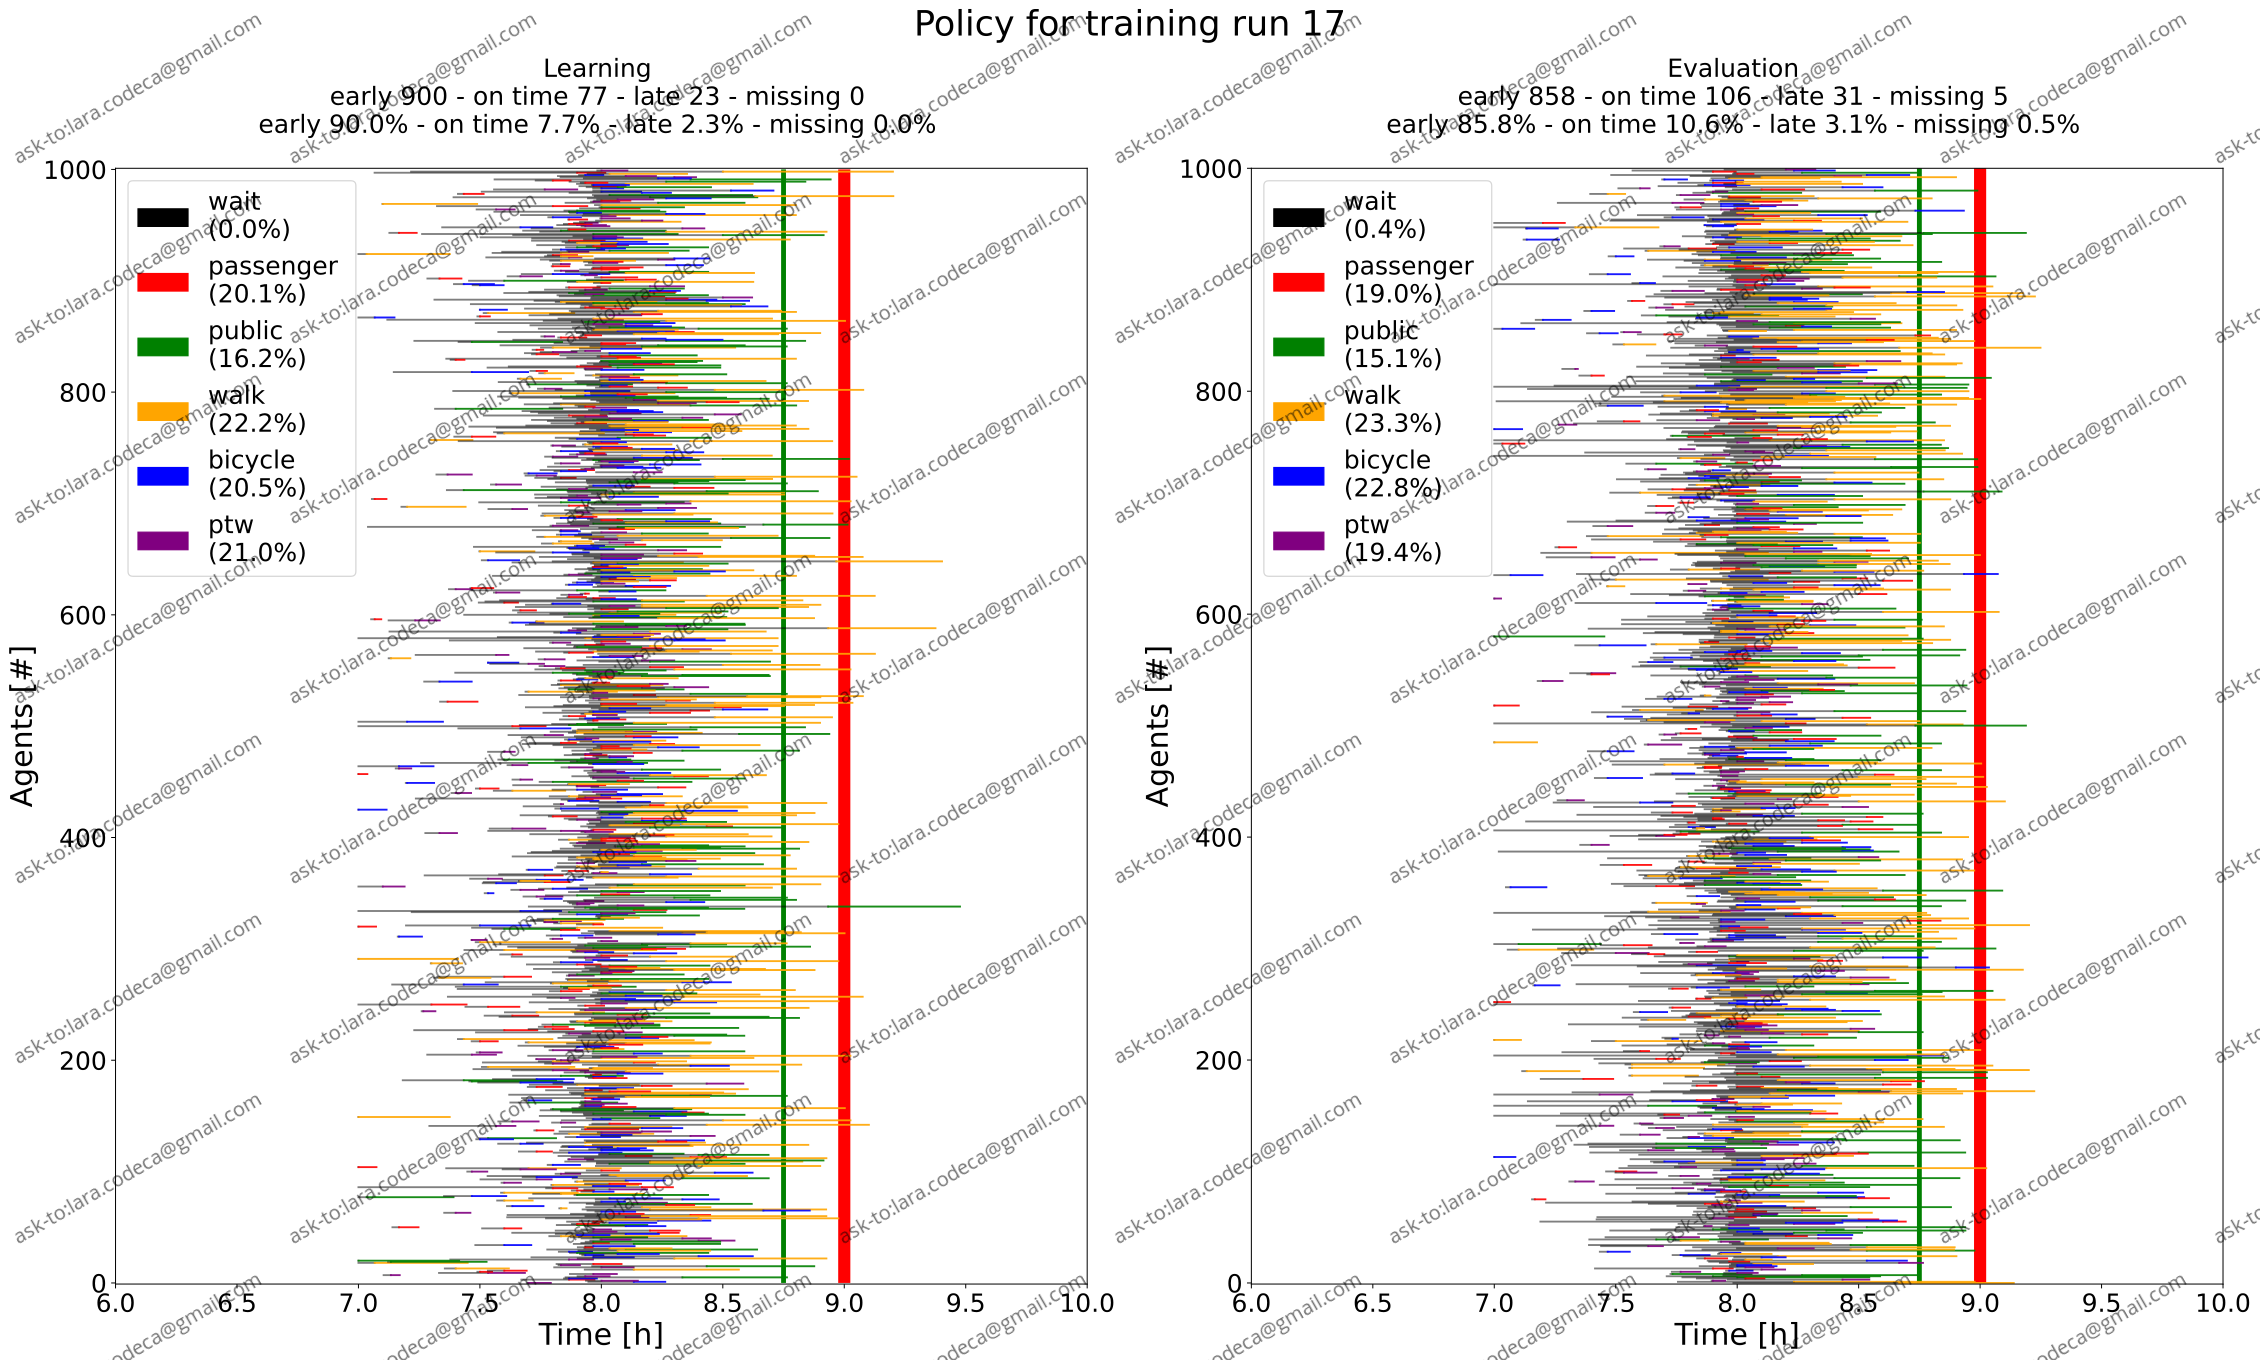 Policy for training run 17
Learning
early 900 - on time 77 - late 23 - missing 0
early 90.0% - on time 7.7% - late 2.3% - missing 0.0%
Agents [#]
1000
800
600
400
200
0
wait
(0.0%)
passenger
(20.1%)
public
(16.2%)
walk
(22.2%)
bicycle
(20.5%)
ptw
(21.0%)
6.0 6.5 7.0 7.5 8.0 8.5 9.0 9.5 10.0
Time [h]
Evaluation
early 858 - on time 106 - late 31 - missing 5
early 85.8% - on time 10.6% - late 3.1% - missing 0.5%
Agents [#]
1000
800
600
400
200
0
wait
(0.4%)
passenger
(19.0%)
public
(15.1%)
walk
(23.3%)
bicycle
(22.8%)
ptw
(19.4%)
6.0 6.5 7.0 7.5 8.0 8.5 9.0 9.5 10.0
Time [h]
ask-to:lara.codeca@gmail.com